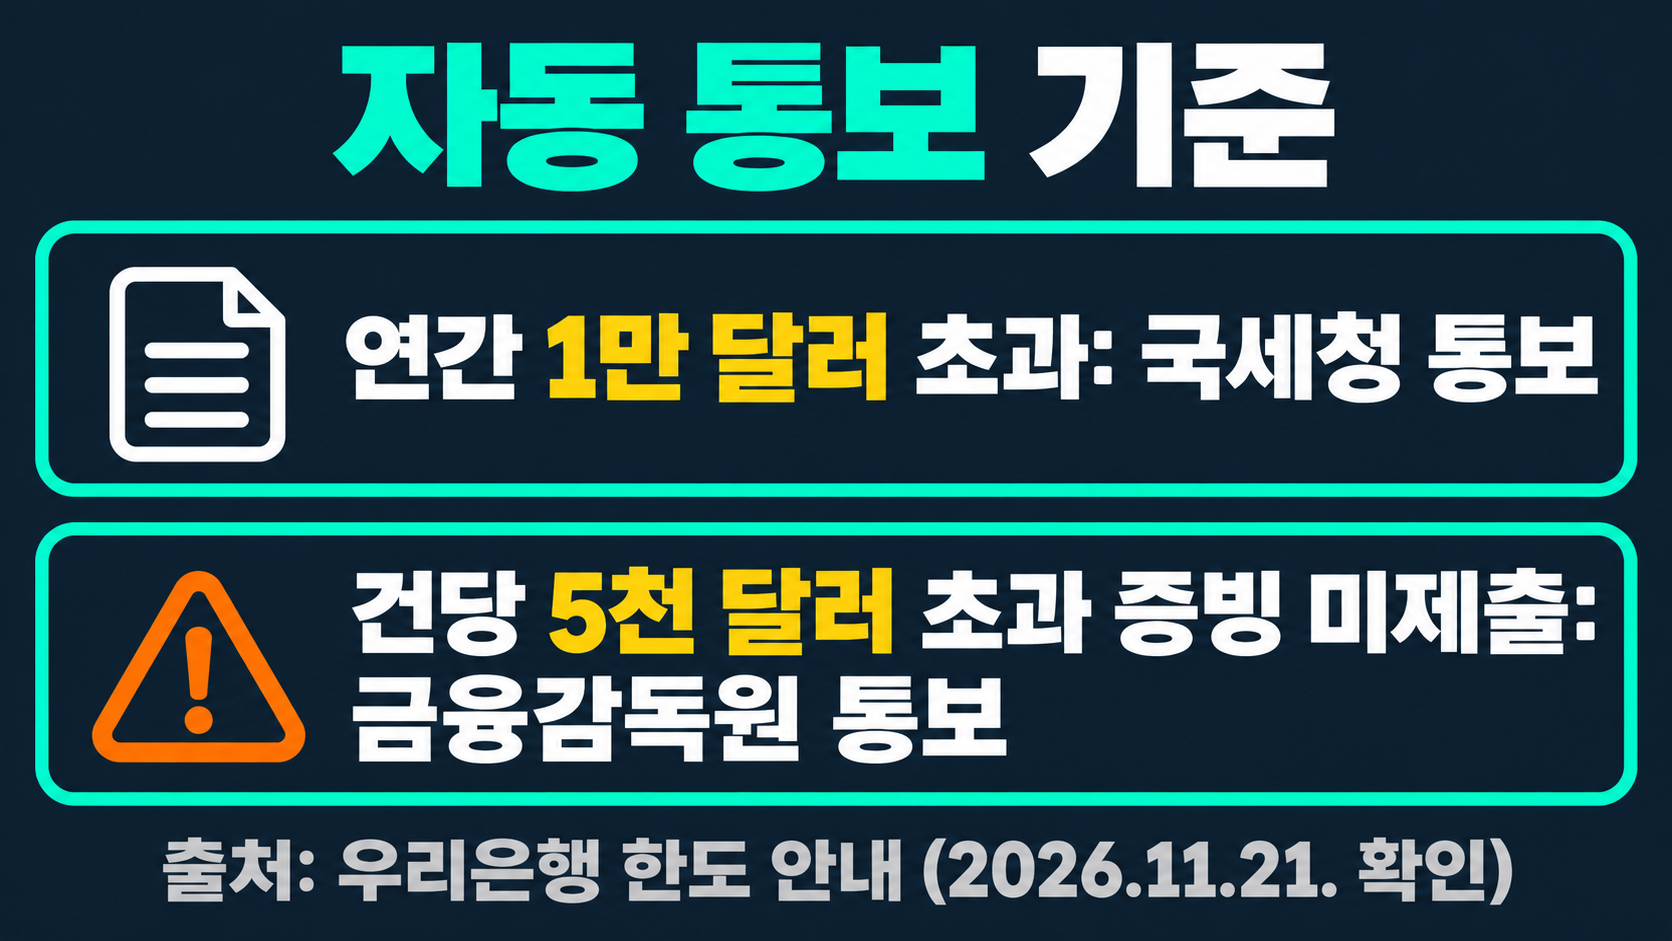 자동 통보 기준
연간 1만 달러 초과: 국세청 통보
건당 5천 달러 초과 증빙 미제출:
금융감독원 통보
출처: 우리은행 한도 안내 (2026.11.21. 확인)